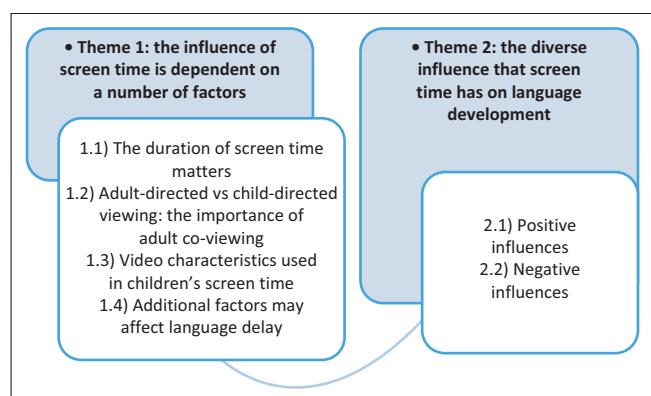 • Theme 1: the influence of
screen time is dependent on
a number of factors
1.1) The duration of screen time
matters
1.2) Adult-directed vs child-directed
viewing: the importance of
adult co-viewing
1.3) Video characteristics used
in children's screen time
1.4) Additional factors may
affect language delay
• Theme 2: the diverse
influence that screen
time has on language
development
2.1) Positive
influences
2.2) Negative
influences